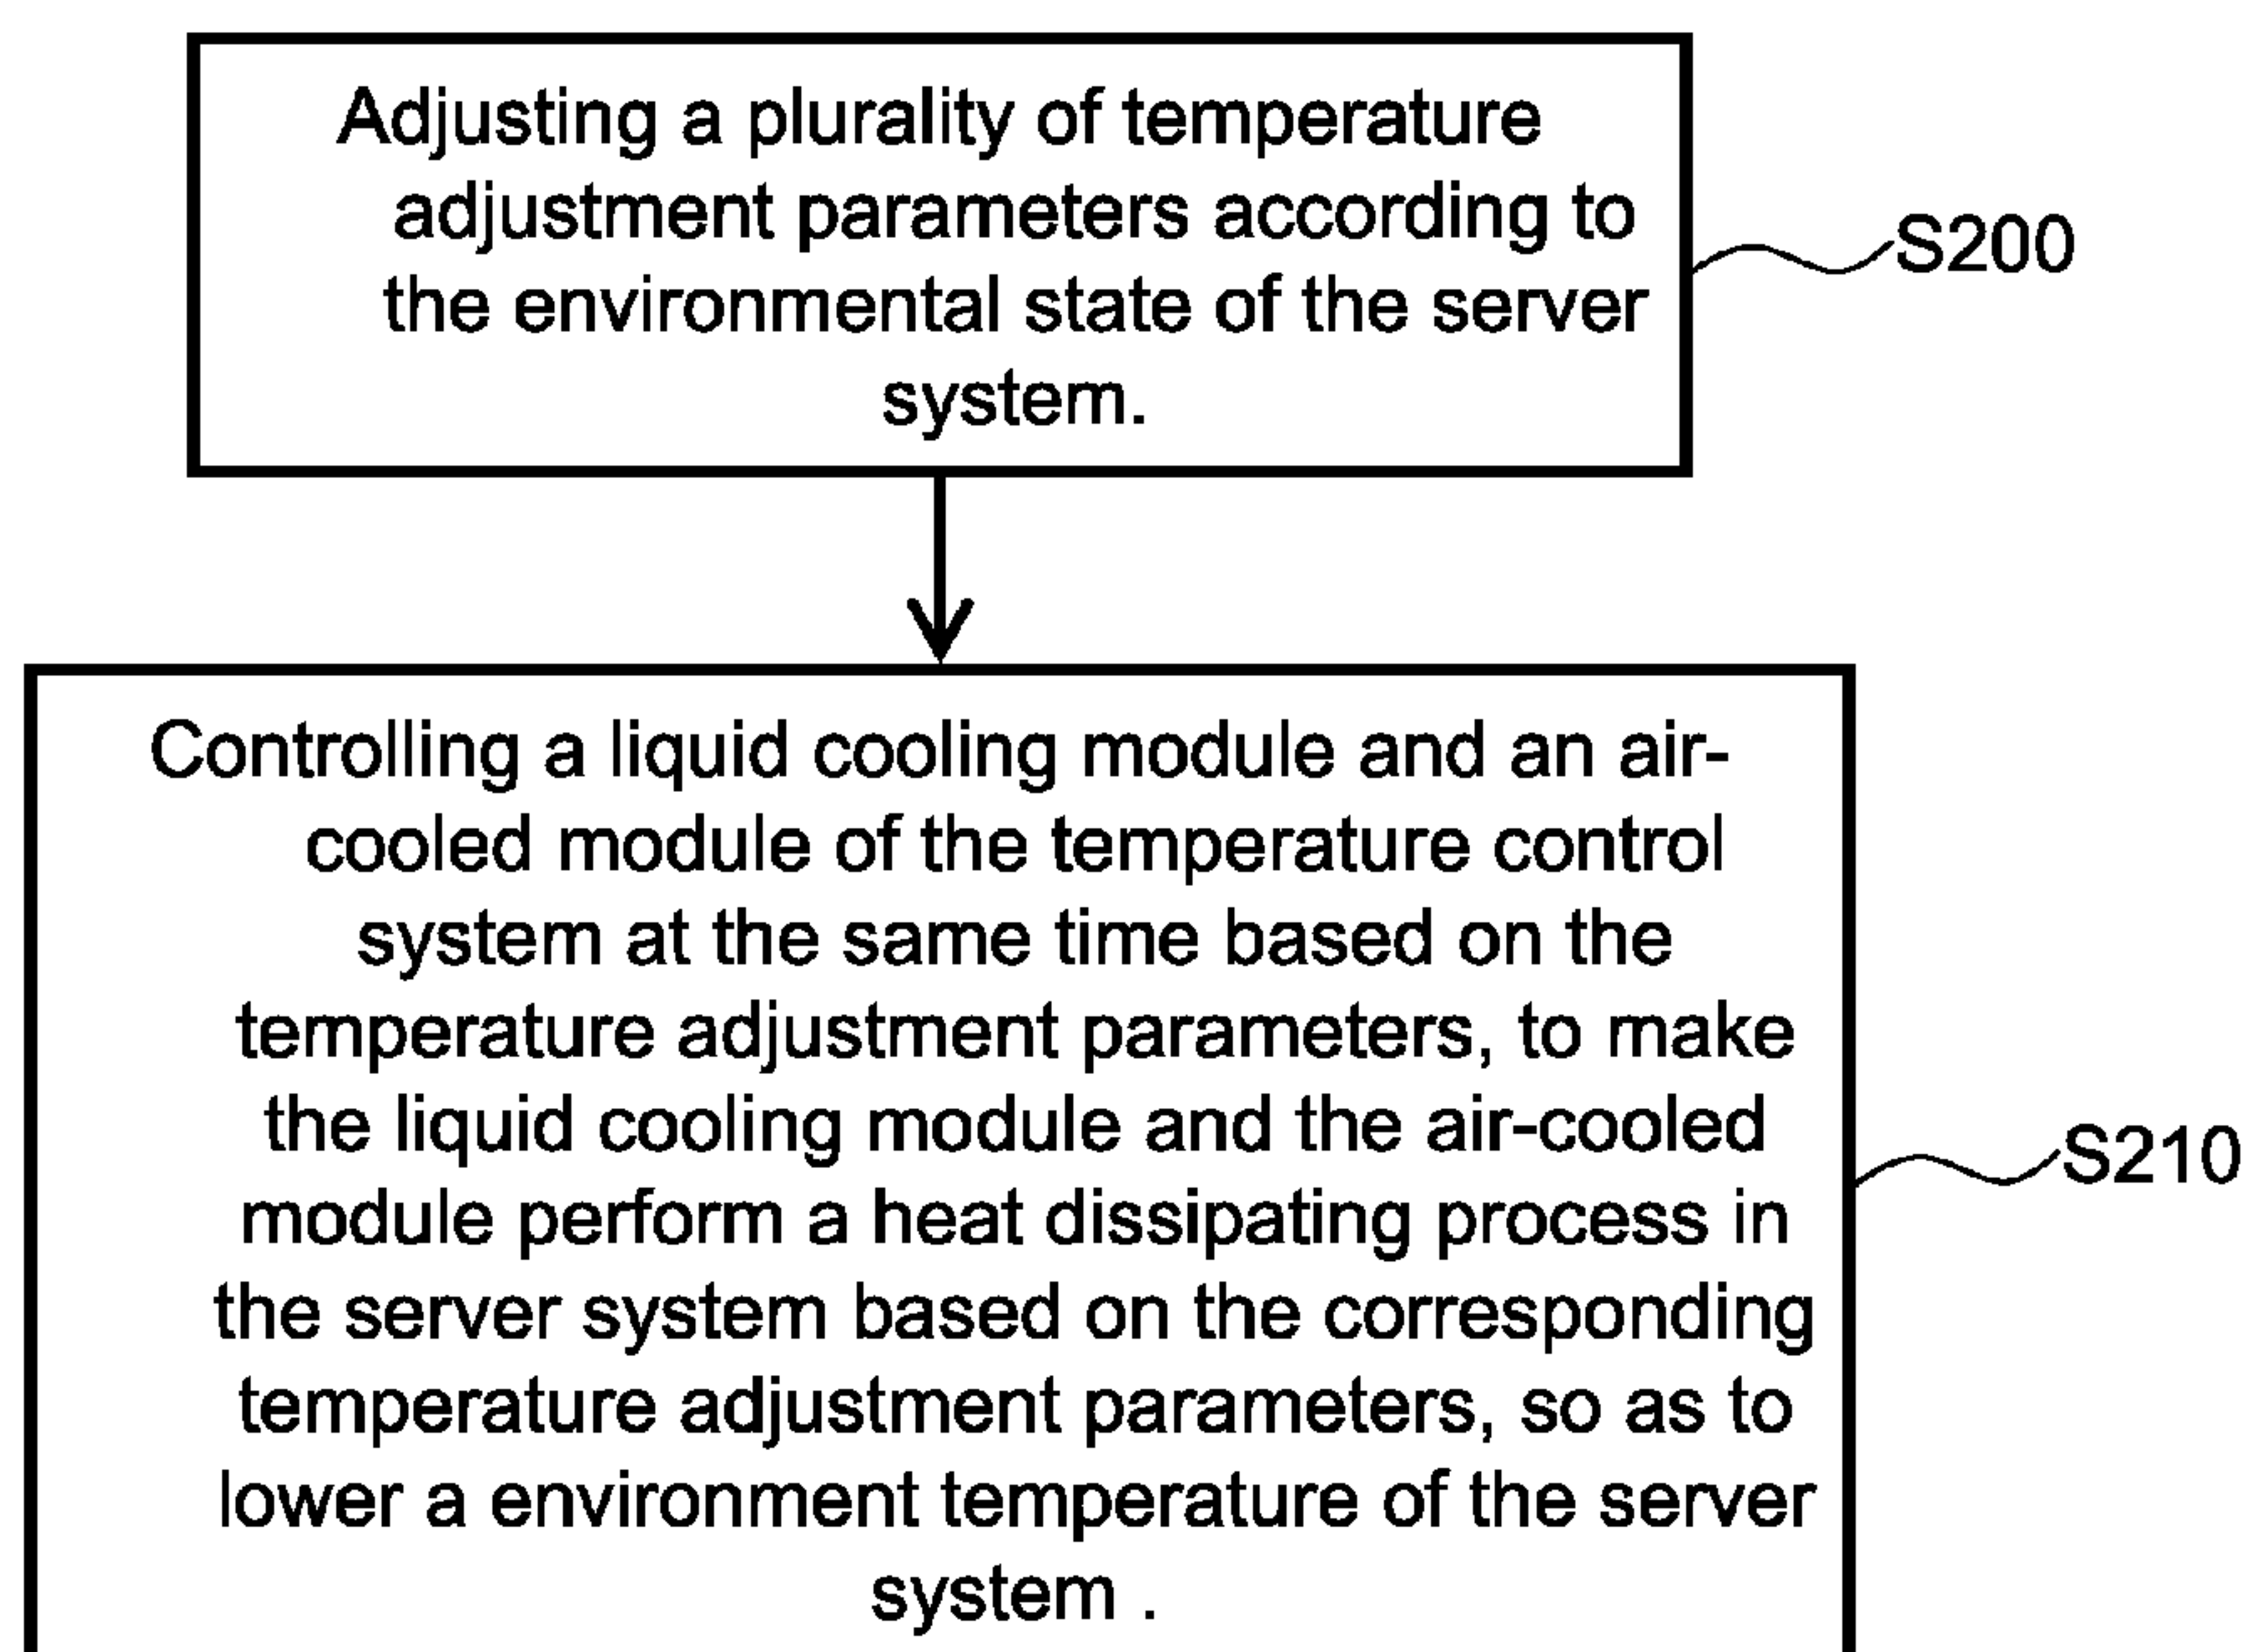 Adjusting a plurality of temperature
adjustment parameters according to
the environmental state of the server
system.
S200
Controlling a liquid cooling module and an air-
cooled module of the temperature control
system at the same time based on the
temperature adjustment parameters, to make
the liquid cooling module and the air-cooled
module perform a heat dissipating process in
the server system based on the corresponding
temperature adjustment parameters, so as to
lower a environment temperature of the server
system .
S210